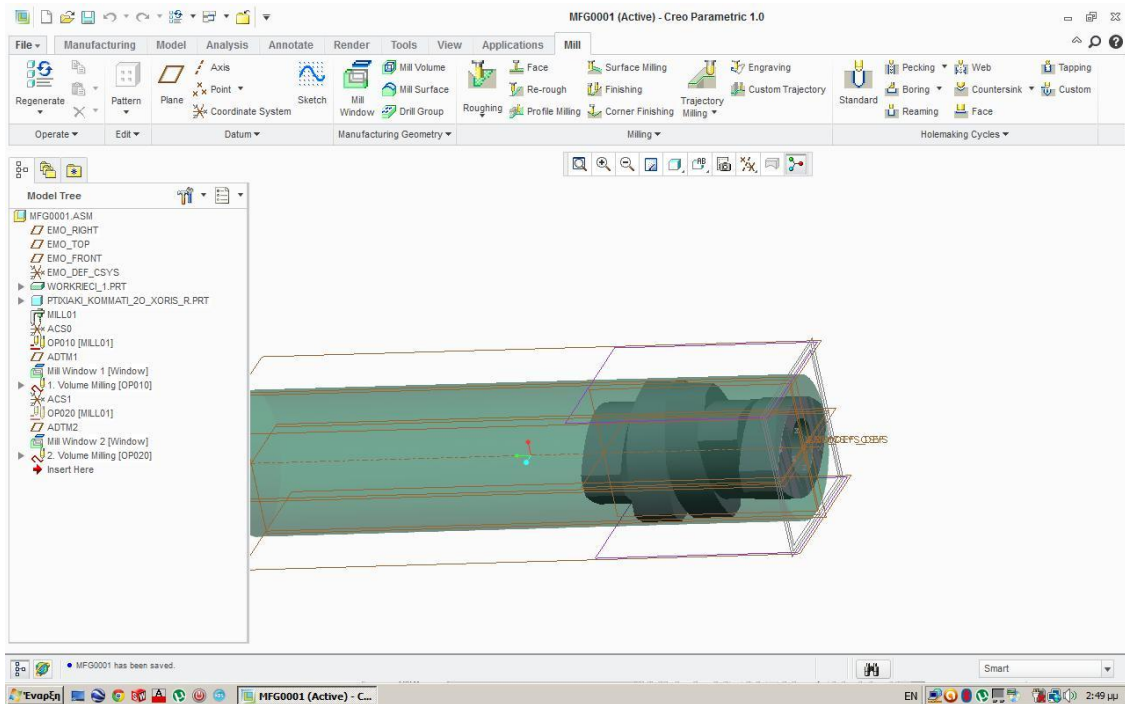 MFG0001 (Active) - Creo Parametric 1.0
File Manufacturing Model Analysis Annotate Render Tools View Applications Mill
Axis Mill Volume Face Surface Milling Engraving Pecking Web Tapping
Point Mill Surface Re-rough Finishing Custom Trajectory Boring Countersink Custom
Regenerate Pattern Plane Coordinate System Sketch Mill Window Drill Group Roughing Profile Milling Corner Finishing Trajectory Milling Standard Reaming Face
Operate Edit Datum Manufacturing Geometry Milling Holemaking Cycles
Model Tree
MFG0001.ASM
EMO_RIGHT
EMO_TOP
EMO_FRONT
EMO_DEF_CSYS
WORKRIECI_1.PRT
PTIXIAKI_KOMMATI_2O_XORIS_R.PRT
MILL01
ACS0
OP010 [MILL01]
ADTM1
Mill Window 1 [Window]
1. Volume Milling [OP010]
ACS1
OP020 [MILL01]
ADTM2
Mill Window 2 [Window]
2. Volume Milling [OP020]
Insert Here
MFG0001 has been saved.
Smart
Έναρξη MFG0001 (Active) - C... EN 2:49 μμ